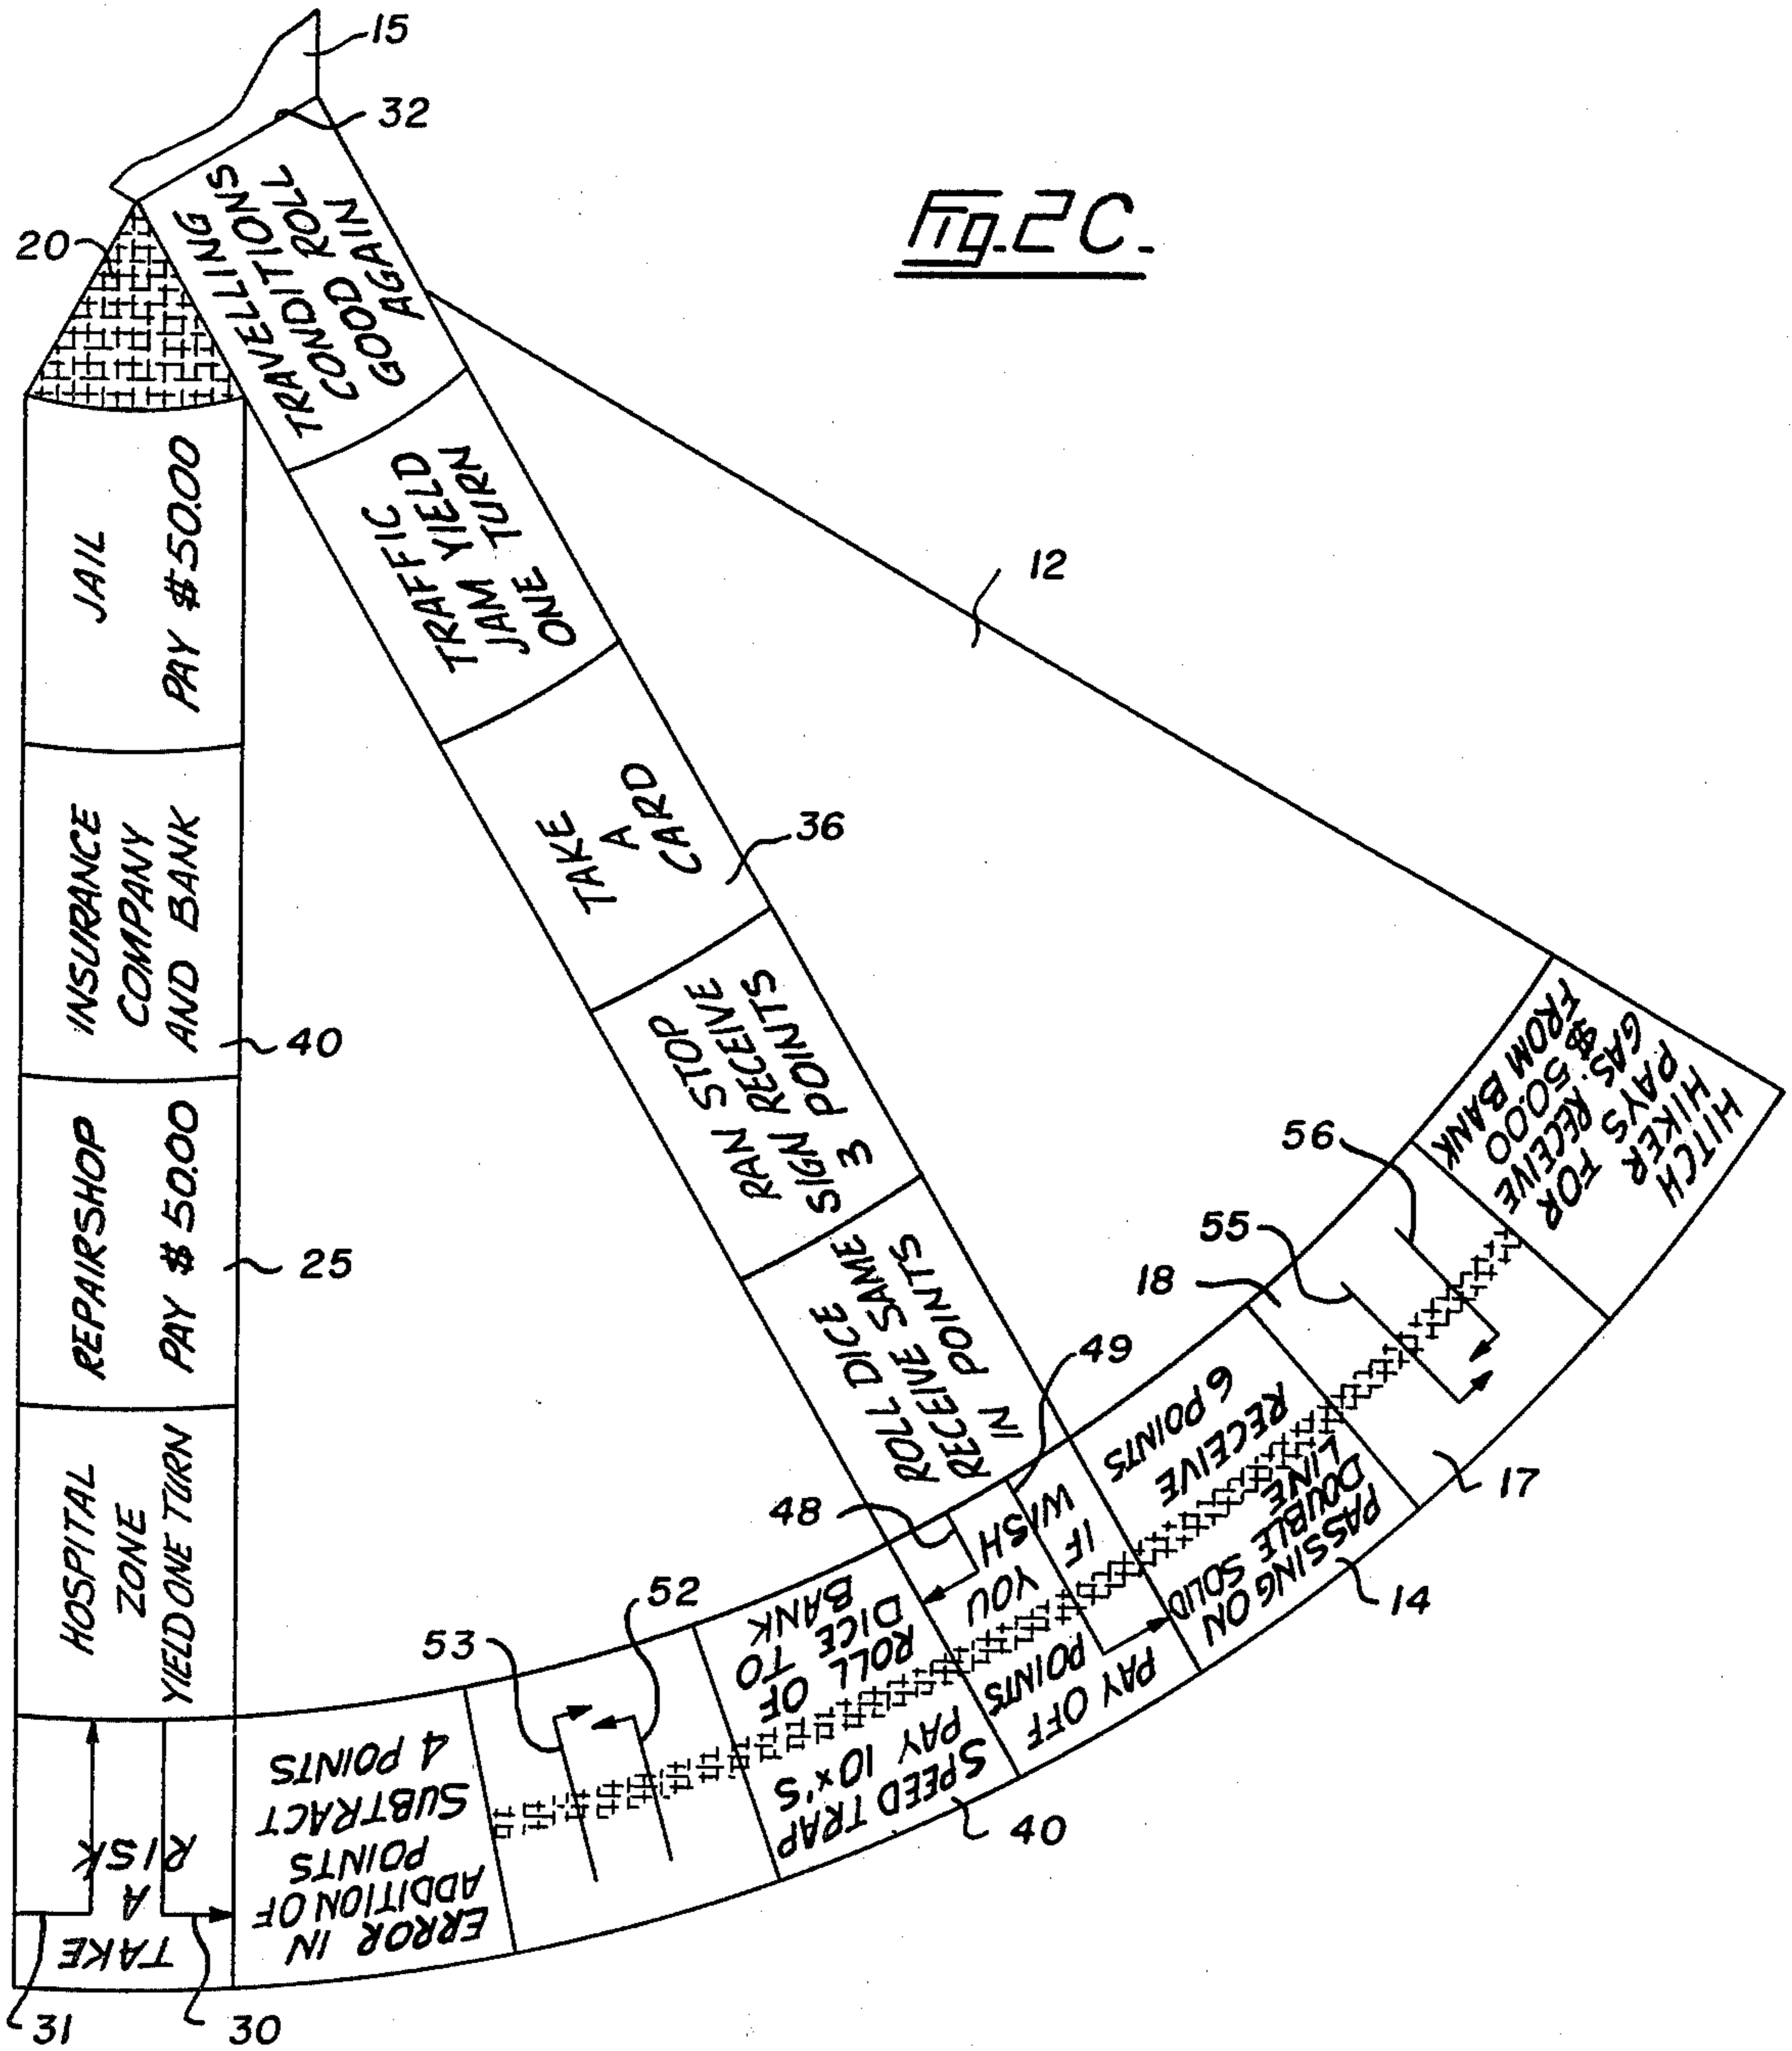 Fig. 2C.
15
32
20
TRAVELLING
CONDITIONS
GOOD ROLL
AGAIN
JAIL
PAY $50.00
TRAFFIC
JAM YIELD
ONE TURN
12
INSURANCE
COMPANY
AND BANK
40
TAKE
A
CARD
36
REPAIRSHOP
PAY $50.00
25
RAN STOP
SIGN RECEIVE
3 POINTS
HOSPITAL
ZONE
YIELD ONE TURN
ROLL DICE
RECEIVE SAME
IN POINTS
HITCH
HIKER
PAYS FOR
GAS. RECEIVE
$50.00
FROM BANK
56
55
18
17
49
48
PASSING ON
DOUBLE SOLID
LINE
RECEIVE
6 POINTS
14
PAY OFF
POINTS
IF YOU
WISH
SPEED TRAP
PAY 10x'S
ROLL OF
DICE TO
BANK
40
52
53
ERROR IN
ADDITION OF
POINTS
SUBTRACT
4 POINTS
TAKE
A
RISK
31
30